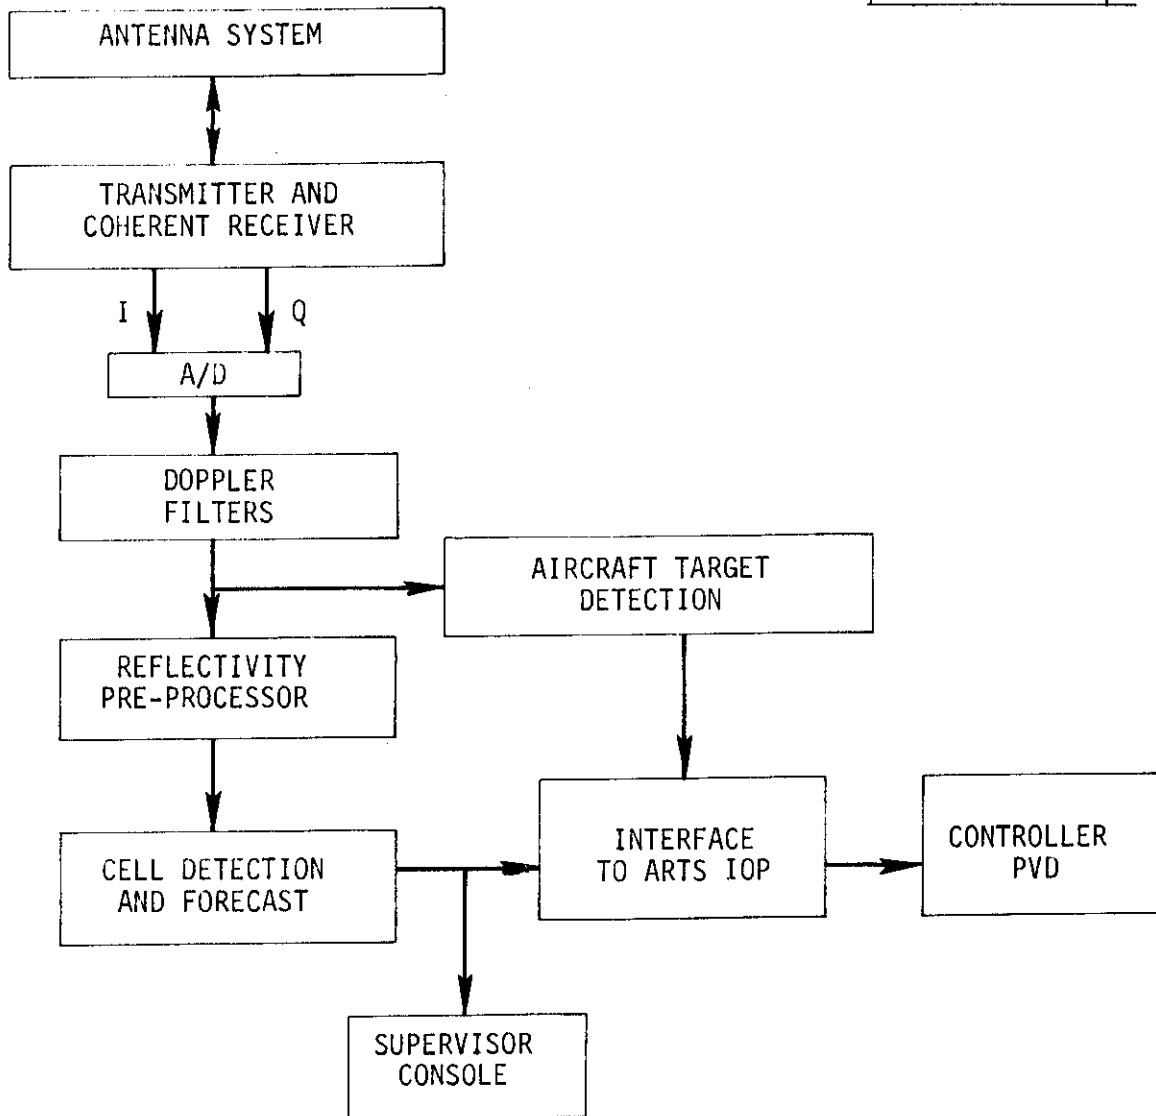 ANTENNA SYSTEM
TRANSMITTER AND
COHERENT RECEIVER
I
Q
A/D
DOPPLER
FILTERS
AIRCRAFT TARGET
DETECTION
REFLECTIVITY
PRE-PROCESSOR
CELL DETECTION
AND FORECAST
INTERFACE
TO ARTS IOP
CONTROLLER
PVD
SUPERVISOR
CONSOLE